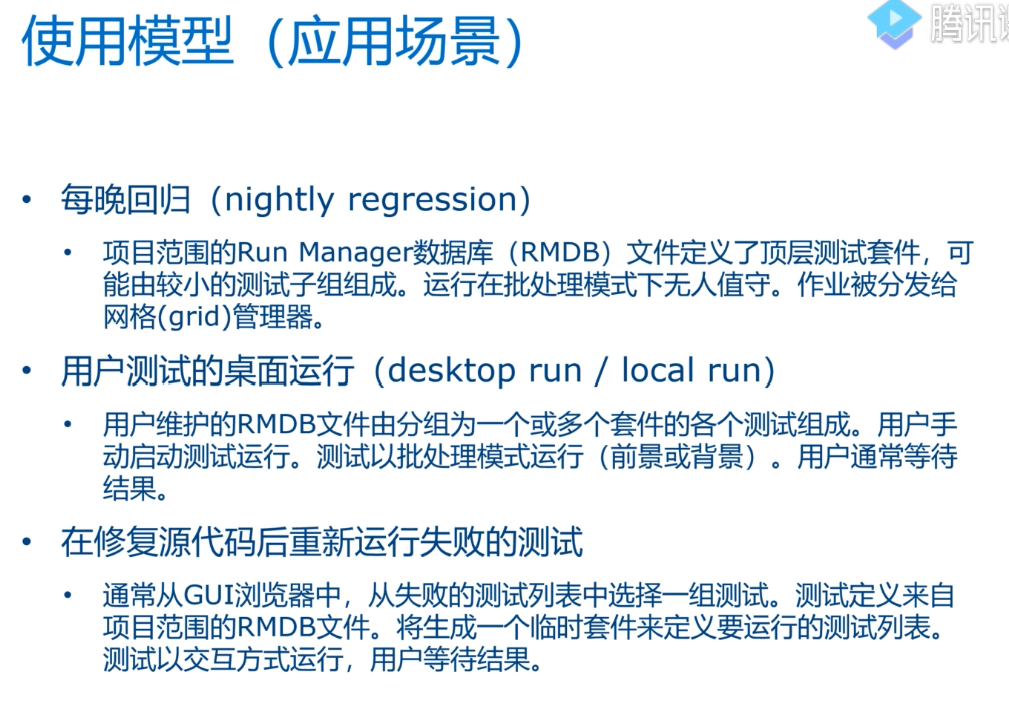 使用模型（应用场景）
腾讯
• 每晚回归（nightly regression）
• 项目范围的Run Manager数据库（RMDB）文件定义了顶层测试套件，可
能由较小的测试子组组成。运行在批处理模式下无人值守。作业被分发给
网格(grid)管理器。
• 用户测试的桌面运行（desktop run / local run)
• 用户维护的RMDB文件由分组为一个或多个套件的各个测试组成。用户手
动启动测试运行。测试以批处理模式运行（前景或背景）。用户通常等待
结果。
• 在修复源代码后重新运行失败的测试
• 通常从GUI浏览器中，从失败的测试列表中选择一组测试。测试定义来自
项目范围的RMDB文件。将生成一个临时套件来定义要运行的测试列表。
测试以交互方式运行，用户等待结果。